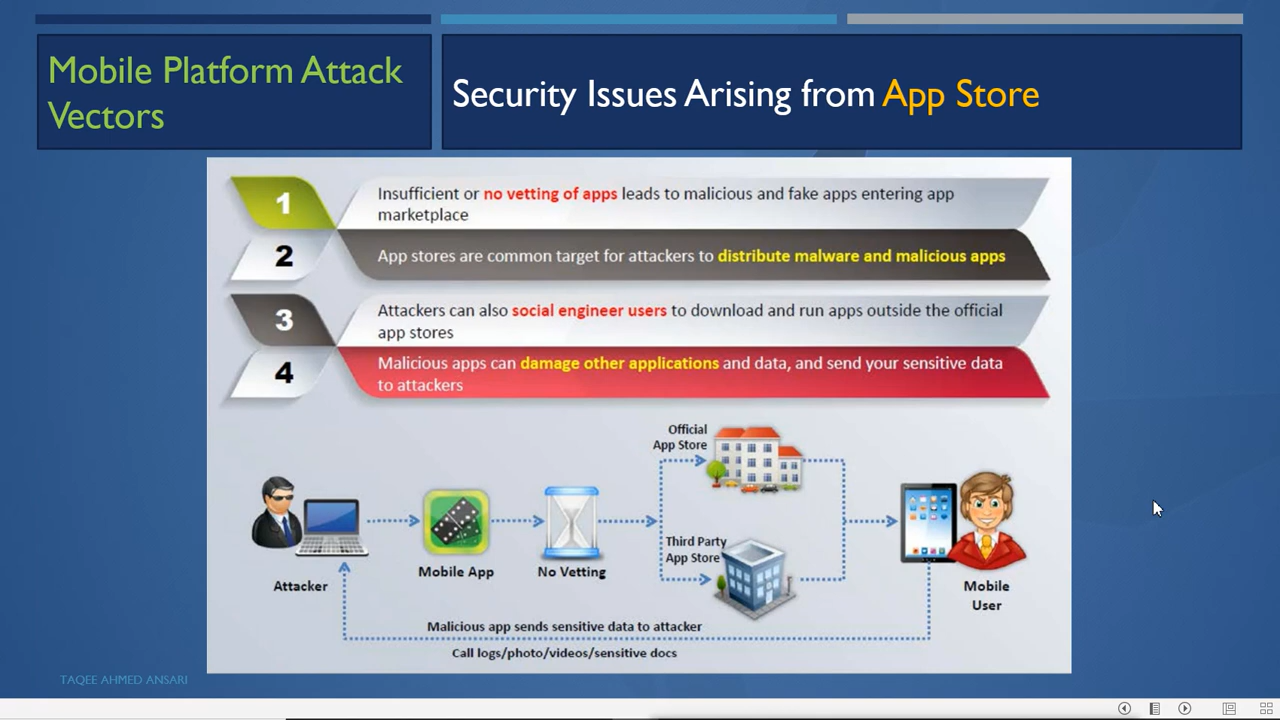 Mobile Platform Attack
Vectors
Security Issues Arising from App Store
1
Insufficient or no vetting of apps leads to malicious and fake apps entering app
marketplace
2
App stores are common target for attackers to distribute malware and malicious apps
3
Attackers can also social engineer users to download and run apps outside the official
app stores
4
Malicious apps can damage other applications and data, and send your sensitive data
to attackers
Official
App Store
Third Party
App Store
Attacker
Mobile App
No Vetting
Mobile
User
Malicious app sends sensitive data to attacker
Call logs/photo/videos/sensitive docs
TAQEE AHMED ANSARI